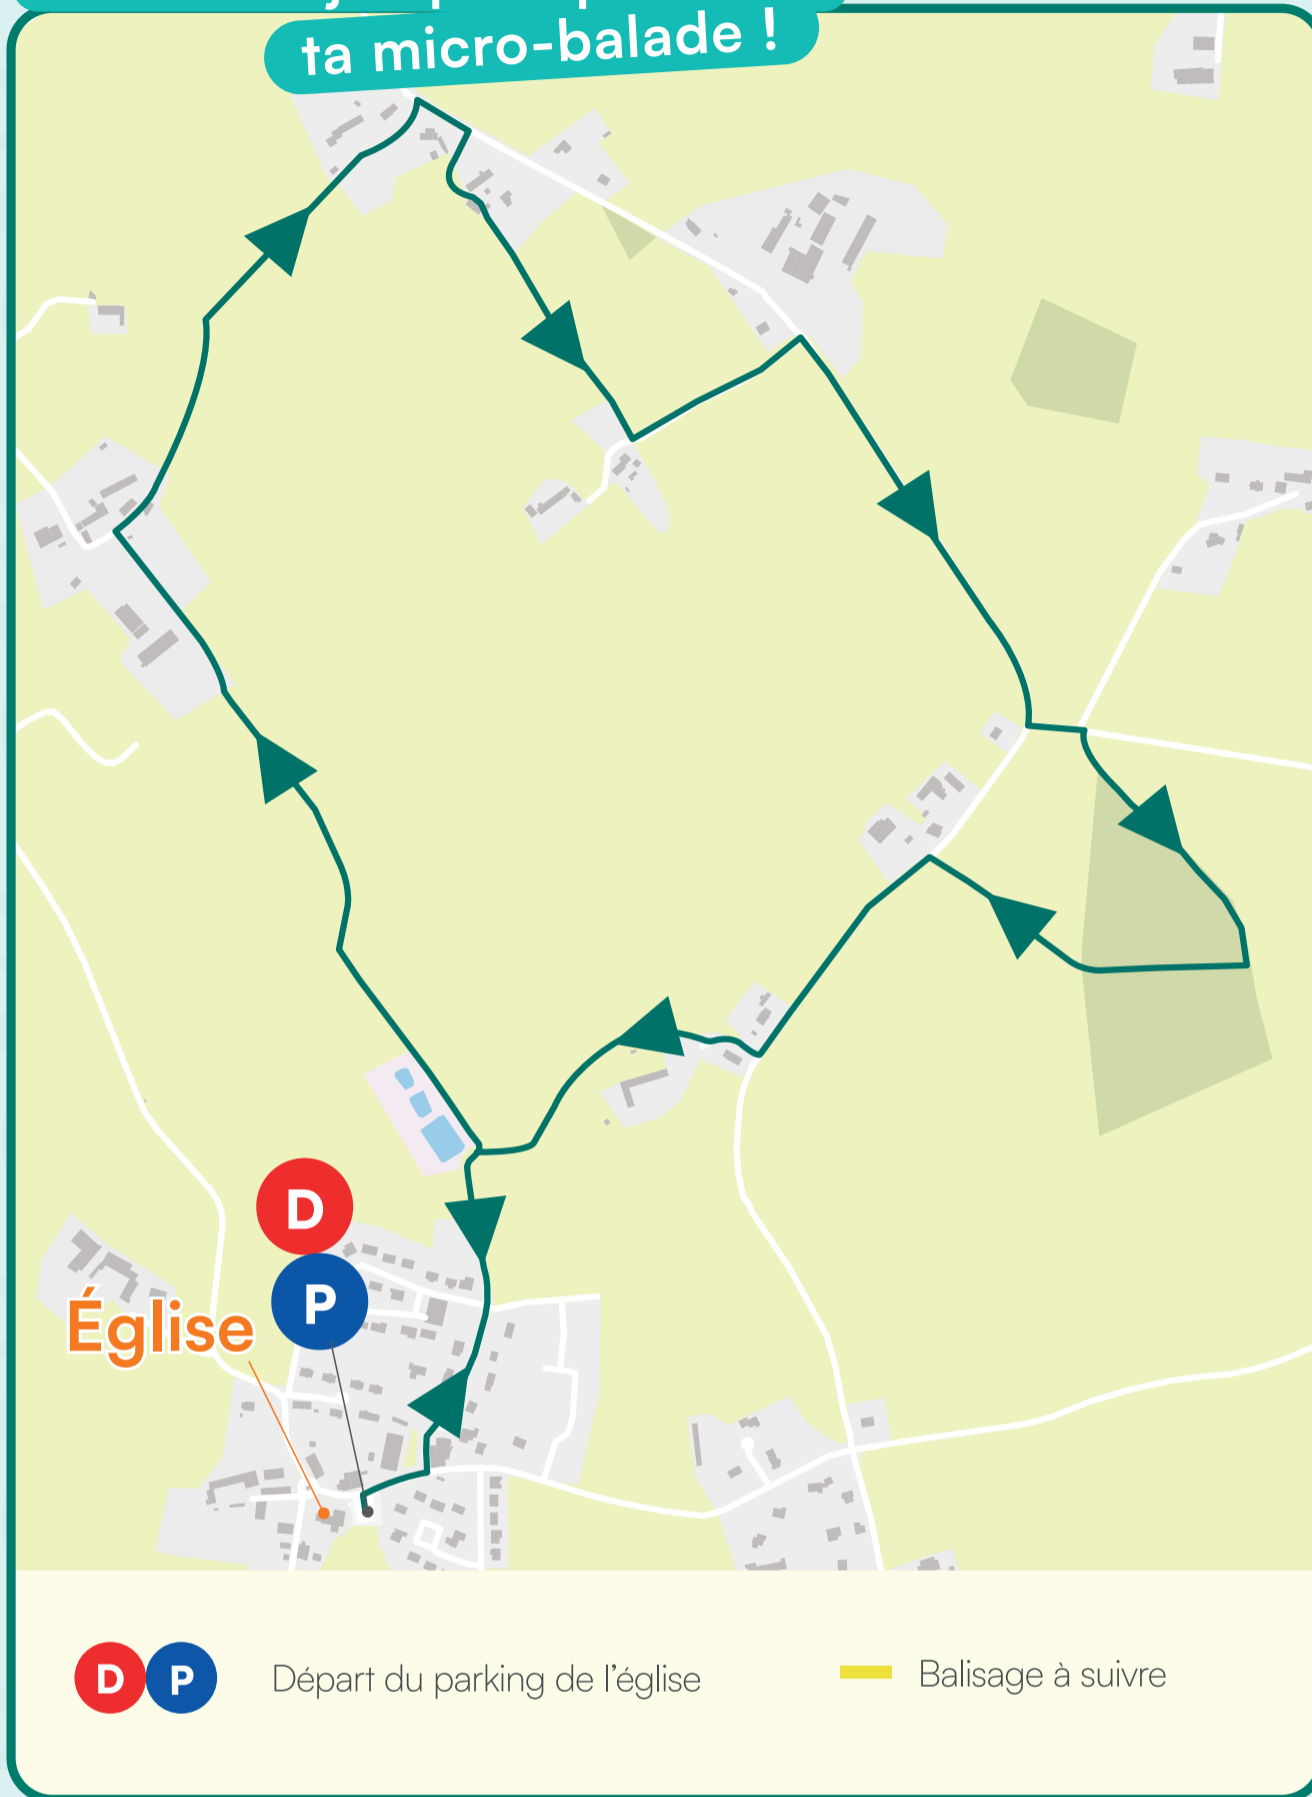 ta micro-balade !
D
P
Église
D P Départ du parking de l'église
Balisage à suivre